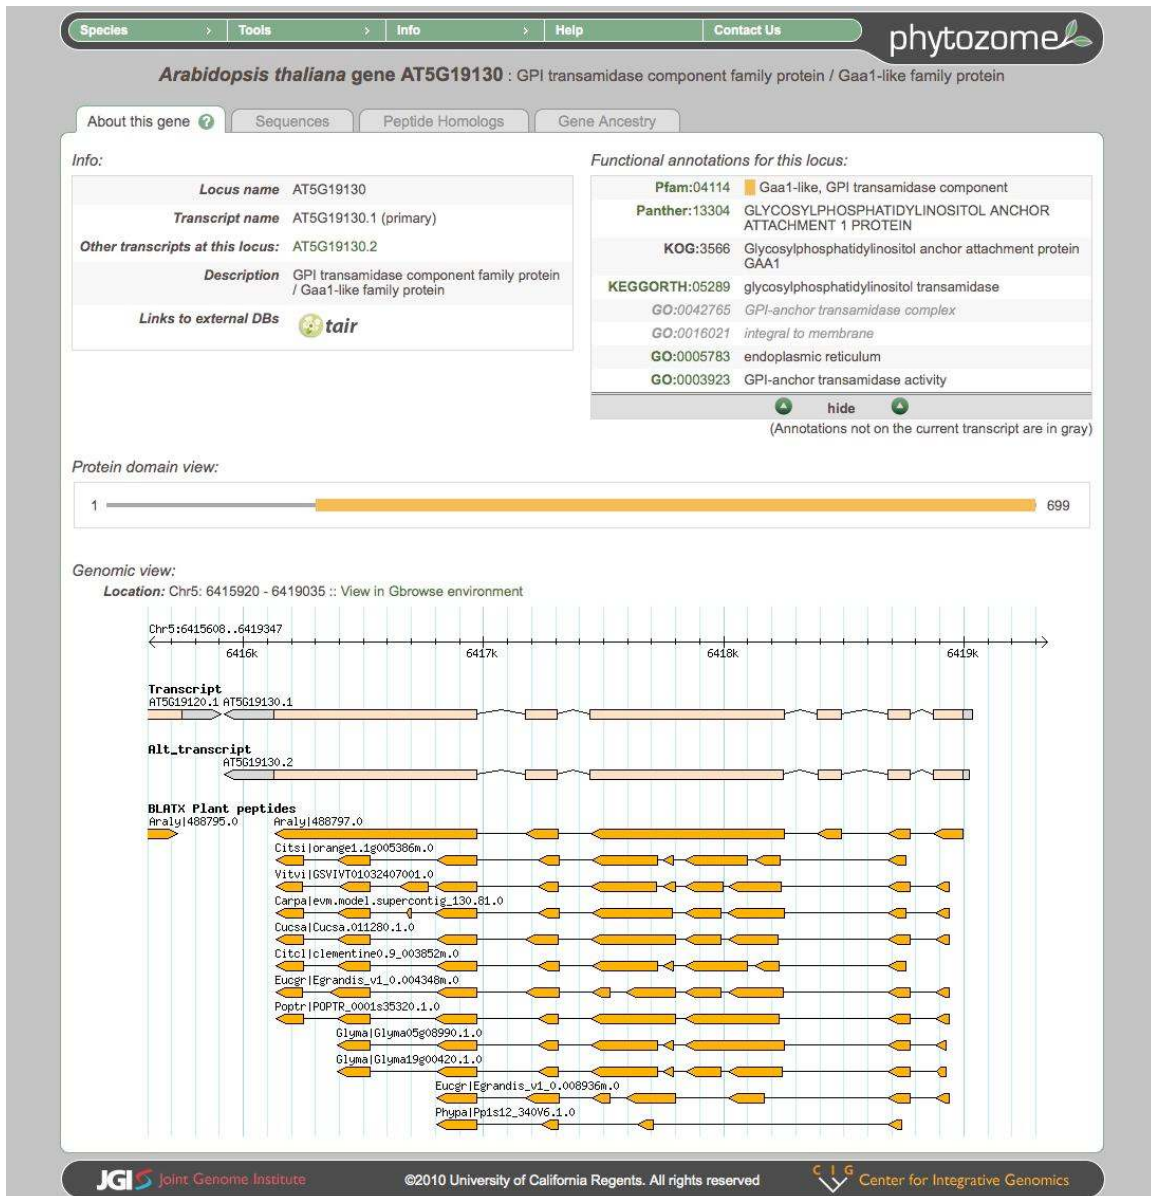 Species > Tools > Info > Help Contact Us
phytozome
Arabidopsis thaliana gene AT5G19130 : GPI transamidase component family protein / Gaa1-like family protein
About this gene ? Sequences Peptide Homologs Gene Ancestry
Info:
Locus name AT5G19130
Transcript name AT5G19130.1 (primary)
Other transcripts at this locus: AT5G19130.2
Description GPI transamidase component family protein
/ Gaa1-like family protein
Links to external DBs tair
Functional annotations for this locus:
Pfam:04114 Gaa1-like, GPI transamidase component
Panther:13304 GLYCOSYLPHOSPHATIDYLINOSITOL ANCHOR
ATTACHMENT 1 PROTEIN
KOG:3566 Glycosylphosphatidylinositol anchor attachment protein
GAA1
KEGGORTH:05289 glycosylphosphatidylinositol transamidase
GO:0042765 GPI-anchor transamidase complex
GO:0016021 integral to membrane
GO:0005783 endoplasmic reticulum
GO:0003923 GPI-anchor transamidase activity
hide
(Annotations not on the current transcript are in gray)
Protein domain view:
1 699
Genomic view:
Location: Chr5: 6415920 - 6419035 :: View in Gbrowse environment
Chr5:6415608..6419347
6416k 6417k 6418k 6419k
Transcript
AT5G19120.1 AT5G19130.1
Alt_transcript
AT5G19130.2
BLATX Plant peptides
Araly|488795.0 Araly|488797.0
Citsi|orange1.1g005386m.0
Vitvi|GSVIVT01032407001.0
Carpa|evm.model.supercontig_130.81.0
Cucsa|Cucsa.011280.1.0
Citcl|clementine0.9_003852m.0
Eucgr|Egrandis_v1_0.004348m.0
Poptr|POPTR_0001s35320.1.0
Glyma|Glyma05g08990.1.0
Glyma|Glyma19g00420.1.0
Eucgr|Egrandis_v1_0.008936m.0
Phypa|Pp1s12_340V6.1.0
JGI Joint Genome Institute ©2010 University of California Regents. All rights reserved CIG Center for Integrative Genomics